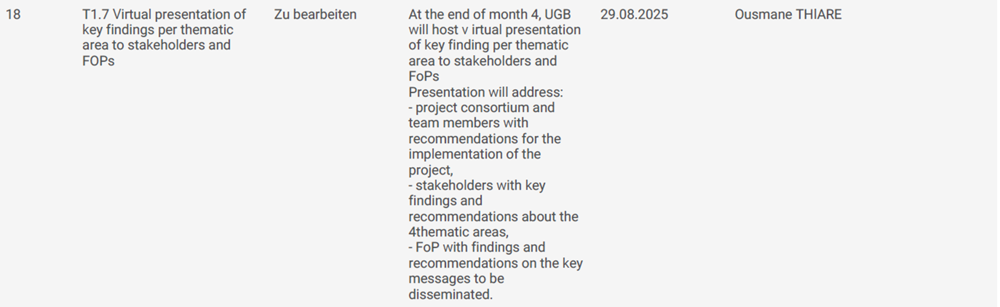 18
T1.7 Virtual presentation of
key findings per thematic
area to stakeholders and
FOPs
Zu bearbeiten
At the end of month 4, UGB
will host v irtual presentation
of key finding per thematic
area to stakeholders and
FoPs
Presentation will address:
- project consortium and
team members with
recommendations for the
implementation of the
project,
- stakeholders with key
findings and
recommendations about the
4thematic areas,
- FoP with findings and
recommendations on the key
messages to be
disseminated.
29.08.2025
Ousmane THIARE